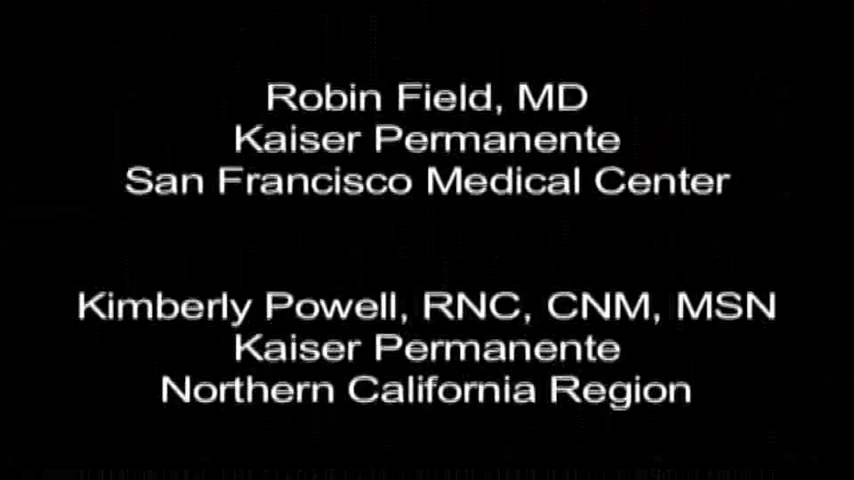 Robin Field, MD
Kaiser Permanente
San Francisco Medical Center
Kimberly Powell, RNC, CNM, MSN
Kaiser Permanente
Northern California Region